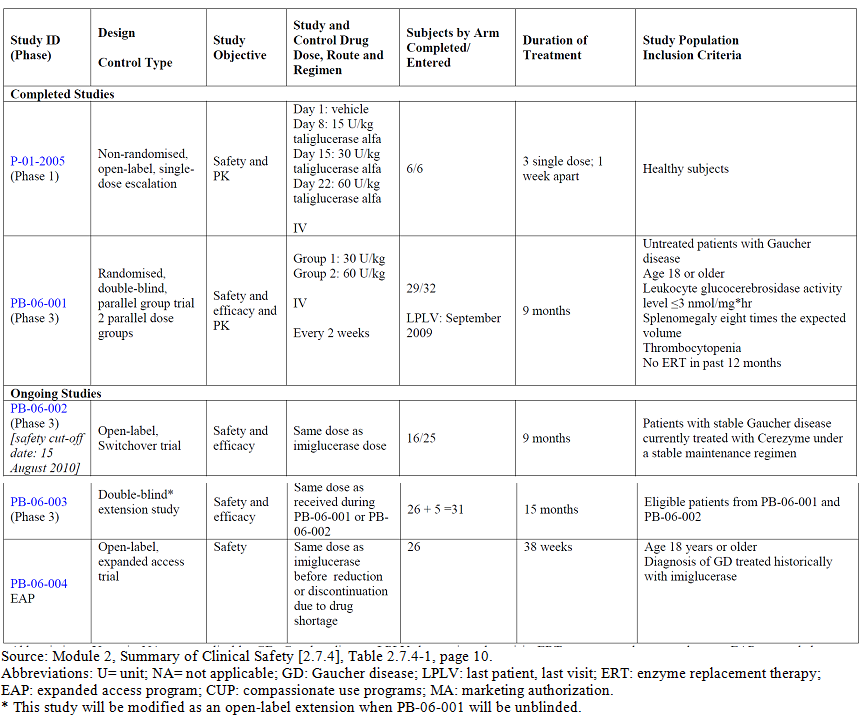 Study ID
(Phase)
Design
Control Type
Study
Objective
Study and
Control Drug
Dose, Route and
Regimen
Subjects by Arm
Completed/
Entered
Duration of
Treatment
Study Population
Inclusion Criteria
Completed Studies
P-01-2005
(Phase 1)
Non-randomised,
open-label, single-
dose escalation
Safety and
PK
Day 1: vehicle
Day 8: 15 U/kg
taliglucerase alfa
Day 15: 30 U/kg
taliglucerase alfa
Day 22: 60 U/kg
taliglucerase alfa
IV
6/6
3 single dose; 1
week apart
Healthy subjects
PB-06-001
(Phase 3)
Randomised,
double-blind,
parallel group trial
2 parallel dose
groups
Safety and
efficacy and
PK
Group 1: 30 U/kg
Group 2: 60 U/kg
IV
Every 2 weeks
29/32
LPLV: September
2009
9 months
Untreated patients with Gaucher
disease
Age 18 or older
Leukocyte glucocerebrosidase activity
level ≤3 nmol/mg*hr
Splenomegaly eight times the expected
volume
Thrombocytopenia
No ERT in past 12 months
Ongoing Studies
PB-06-002
(Phase 3)
[safety cut-off
date: 15
August 2010]
Open-label,
Switchover trial
Safety and
efficacy
Same dose as
imiglucerase dose
16/25
9 months
Patients with stable Gaucher disease
currently treated with Cerezyme under
a stable maintenance regimen
PB-06-003
(Phase 3)
Double-blind*
extension study
Safety and
efficacy
Same dose as
received during
PB-06-001 or PB-
06-002
26 + 5 =31
15 months
Eligible patients from PB-06-001 and
PB-06-002
PB-06-004
EAP
Open-label,
expanded access
trial
Safety
Same dose as
imiglucerase
before reduction
or discontinuation
due to drug
shortage
26
38 weeks
Age 18 years or older
Diagnosis of GD treated historically
with imiglucerase
Source: Module 2, Summary of Clinical Safety [2.7.4], Table 2.7.4-1, page 10.
Abbreviations: U= unit; NA= not applicable; GD: Gaucher disease; LPLV: last patient, last visit; ERT: enzyme replacement therapy;
EAP: expanded access program; CUP: compassionate use programs; MA: marketing authorization.
* This study will be modified as an open-label extension when PB-06-001 will be unblinded.